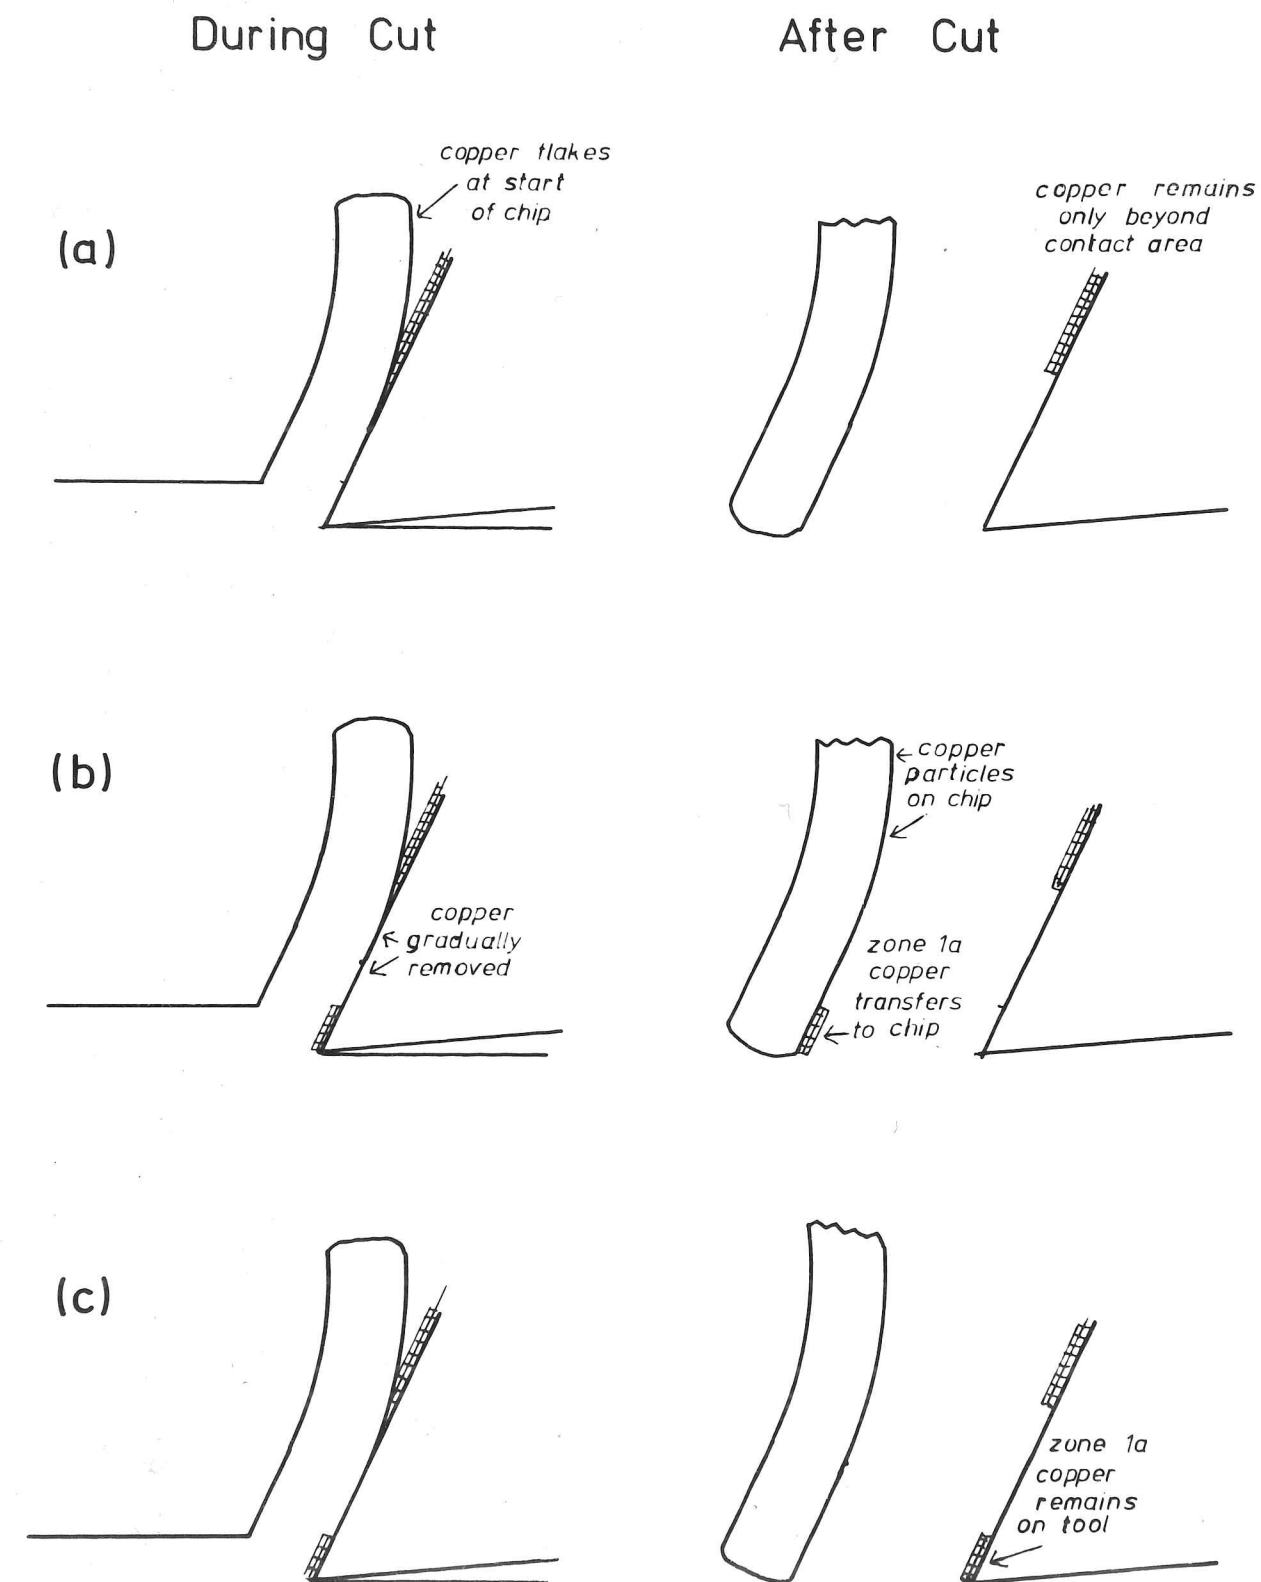 During Cut
After Cut
copper flakes
at start
of chip
copper remains
only beyond
contact area
(a)
(b)
copper
particles
on chip
copper
gradually
removed
zone 1a
copper
transfers
to chip
(c)
zone 1a
copper
remains
on tool